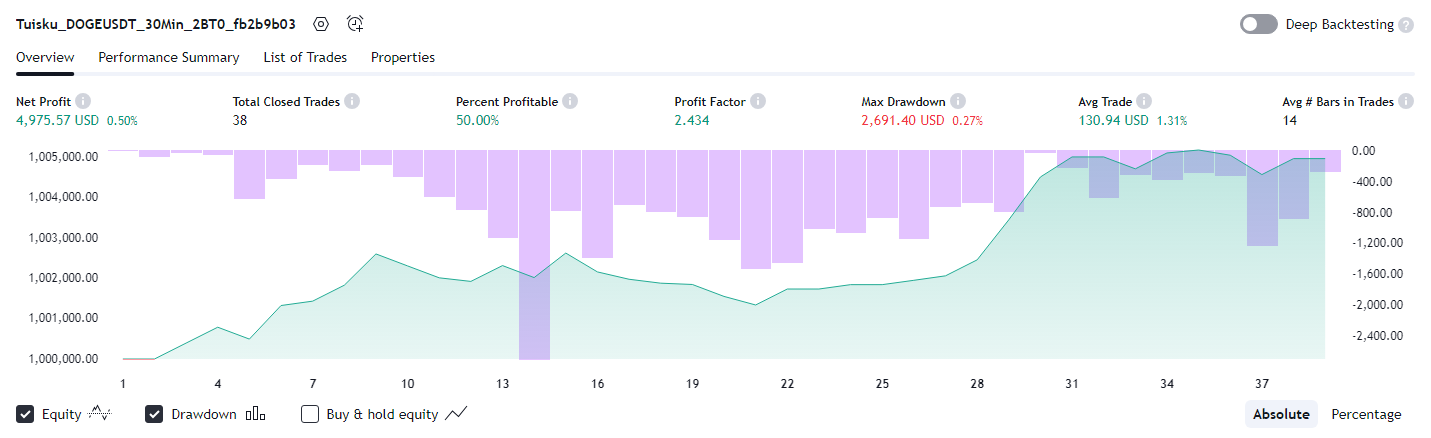 Tuisku_DOGEUSDT_30Min_2BT0_fb2b9b03 Deep Backtesting ?
Overview Performance Summary List of Trades Properties
Net Profit Total Closed Trades Percent Profitable Profit Factor Max Drawdown Avg Trade Avg # Bars in Trades
4,975.57 USD 0.50% 38 50.00% 2.434 2,691.40 USD 0.27% 130.94 USD 1.31% 14
1,005,000.00 0.00
1,004,000.00 -400.00
1,003,000.00 -800.00
1,002,000.00 -1,200.00
1,001,000.00 -1,600.00
1,000,000.00 -2,000.00
-2,400.00
1 4 7 10 13 16 19 22 25 28 31 34 37
Equity Drawdown Buy & hold equity Absolute Percentage